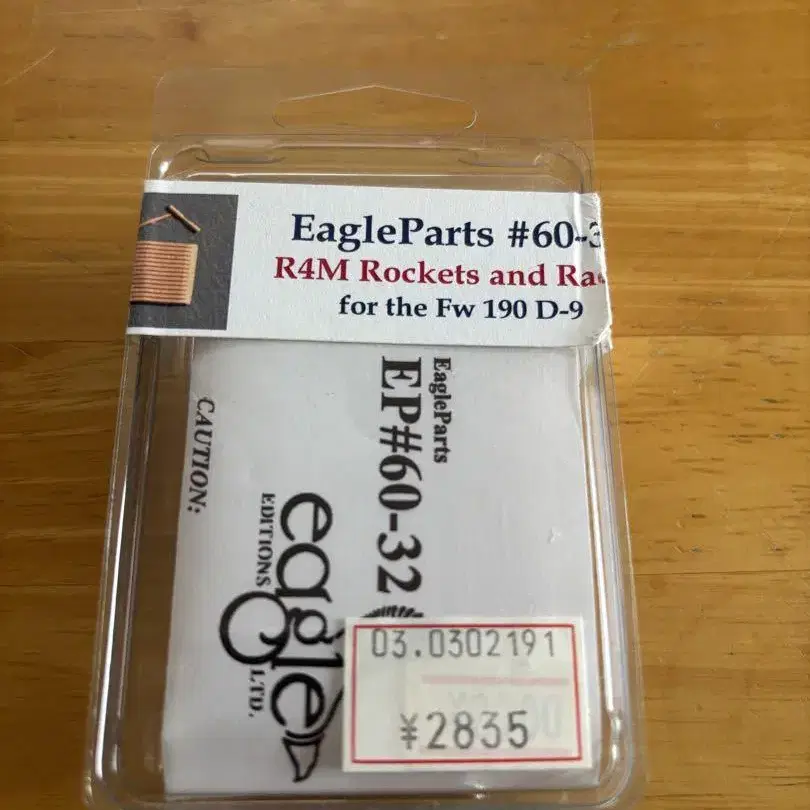 EagleParts #60-3
R4M Rockets and Ra
for the Fw 190 D-9
EagleParts
EP#60-32
eagle
EDITIONS
LTD.
CAUTION:
03.0302191
¥2835